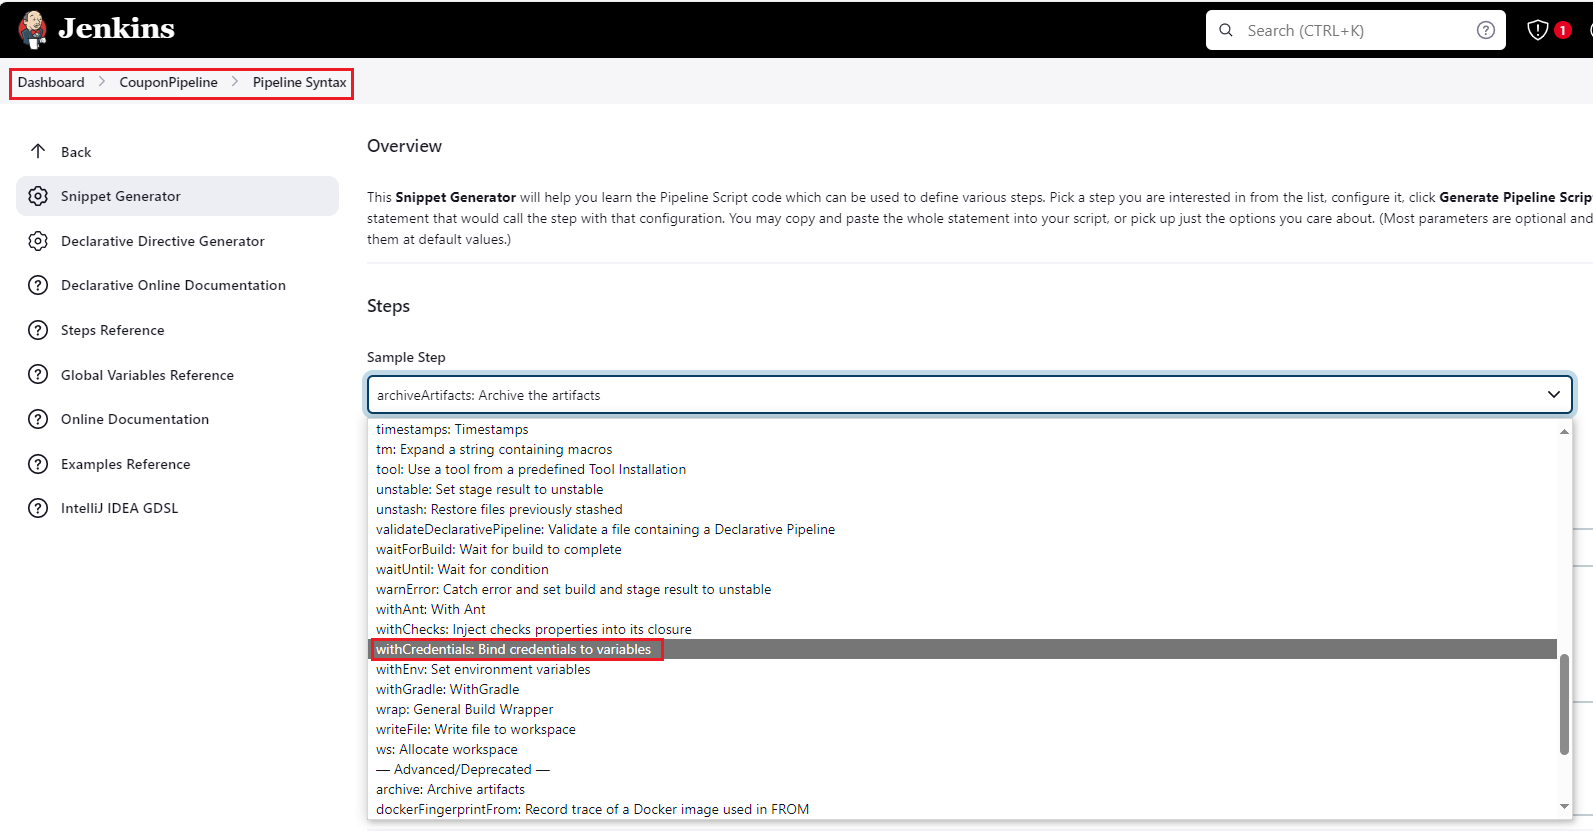 Jenkins
Search (CTRL+K)
1
Dashboard > CouponPipeline > Pipeline Syntax
Back
Snippet Generator
Declarative Directive Generator
Declarative Online Documentation
Steps Reference
Global Variables Reference
Online Documentation
Examples Reference
IntelliJ IDEA GDSL
Overview
This Snippet Generator will help you learn the Pipeline Script code which can be used to define various steps. Pick a step you are interested in from the list, configure it, click Generate Pipeline Scrip
statement that would call the step with that configuration. You may copy and paste the whole statement into your script, or pick up just the options you care about. (Most parameters are optional and
them at default values.)
Steps
Sample Step
archiveArtifacts: Archive the artifacts
timestamps: Timestamps
tm: Expand a string containing macros
tool: Use a tool from a predefined Tool Installation
unstable: Set stage result to unstable
unstash: Restore files previously stashed
validateDeclarativePipeline: Validate a file containing a Declarative Pipeline
waitForBuild: Wait for build to complete
waitUntil: Wait for condition
warnError: Catch error and set build and stage result to unstable
withAnt: With Ant
withChecks: Inject checks properties into its closure
withCredentials: Bind credentials to variables
withEnv: Set environment variables
withGradle: WithGradle
wrap: General Build Wrapper
writeFile: Write file to workspace
ws: Allocate workspace
— Advanced/Deprecated —
archive: Archive artifacts
dockerFingerprintFrom: Record trace of a Docker image used in FROM